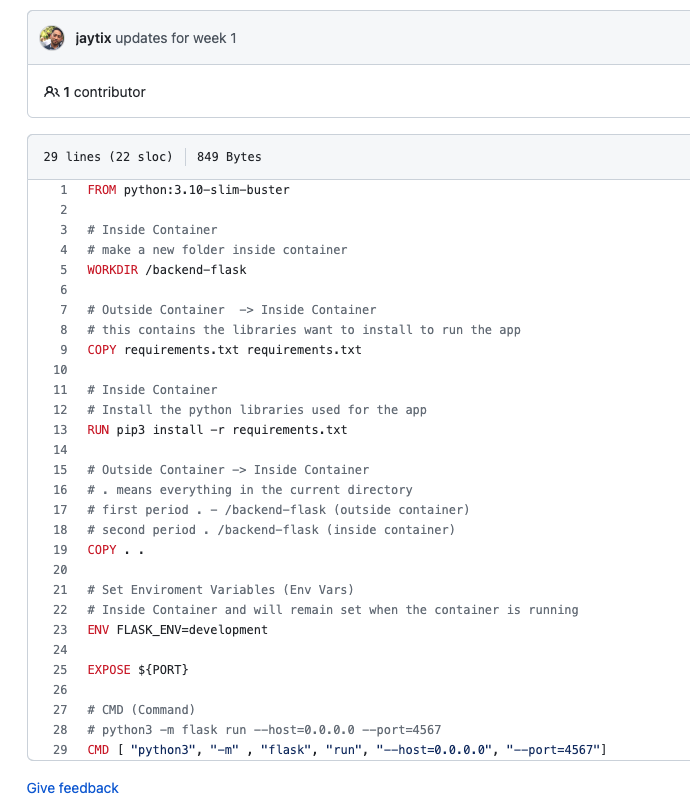 jaytix updates for week 1
1 contributor
29 lines (22 sloc) 849 Bytes
1 FROM python:3.10-slim-buster
2
3 # Inside Container
4 # make a new folder inside container
5 WORKDIR /backend-flask
6
7 # Outside Container  -> Inside Container
8 # this contains the libraries want to install to run the app
9 COPY requirements.txt requirements.txt
10
11 # Inside Container
12 # Install the python libraries used for the app
13 RUN pip3 install -r requirements.txt
14
15 # Outside Container -> Inside Container
16 # . means everything in the current directory
17 # first period . - /backend-flask (outside container)
18 # second period . /backend-flask (inside container)
19 COPY . .
20
21 # Set Enviroment Variables (Env Vars)
22 # Inside Container and will remain set when the container is running
23 ENV FLASK_ENV=development
24
25 EXPOSE ${PORT}
26
27 # CMD (Command)
28 # python3 -m flask run --host=0.0.0.0 --port=4567
29 CMD [ "python3", "-m" , "flask", "run", "--host=0.0.0.0", "--port=4567"]
Give feedback